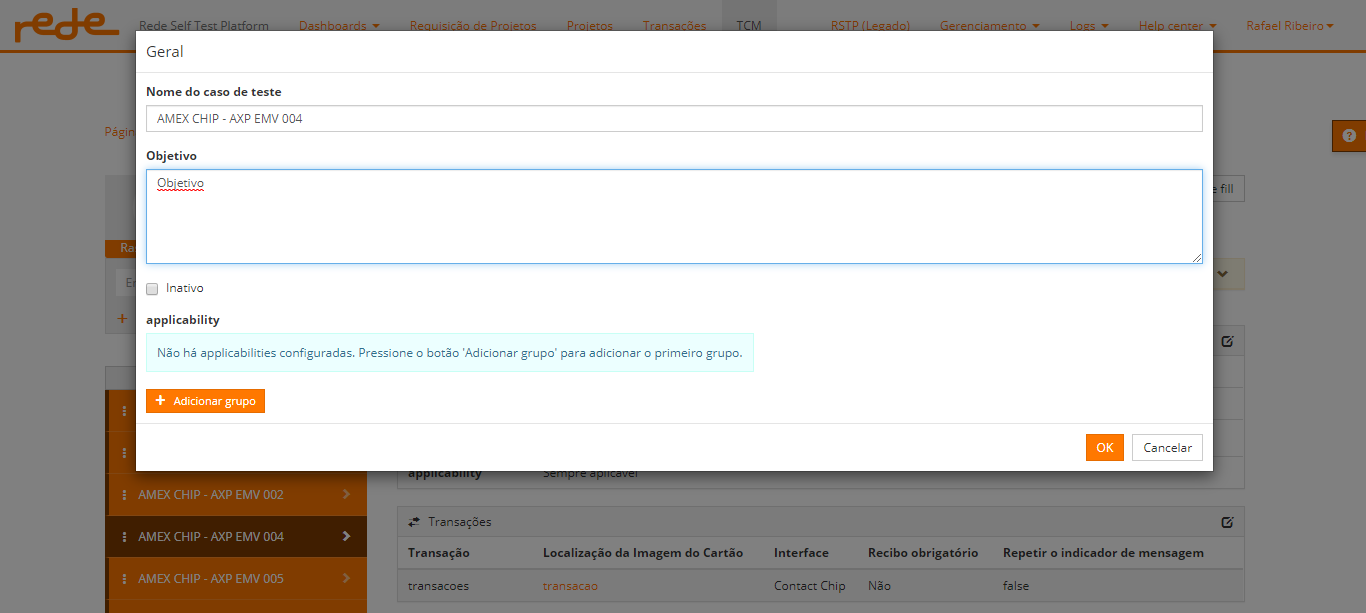 rede Rede Self Test Platform Dashboards Requisição de Projetos Projetos Transações TCM RSTP (Legado) Gerenciamento Logs Help center Rafael Ribeiro
Geral
Nome do caso de teste
AMEX CHIP - AXP EMV 004
Págin
Objetivo
Objetivo
e fill
Ra
En
Inativo
+
applicability
Não há applicabilities configuradas. Pressione o botão 'Adicionar grupo' para adicionar o primeiro grupo.
+ Adicionar grupo
OK Cancelar
applicability Sempre aplicável
AMEX CHIP - AXP EMV 002
Transações
AMEX CHIP - AXP EMV 004
Transação Localização da Imagem do Cartão Interface Recibo obrigatório Repetir o indicador de mensagem
AMEX CHIP - AXP EMV 005
transacoes transacao Contact Chip Não false